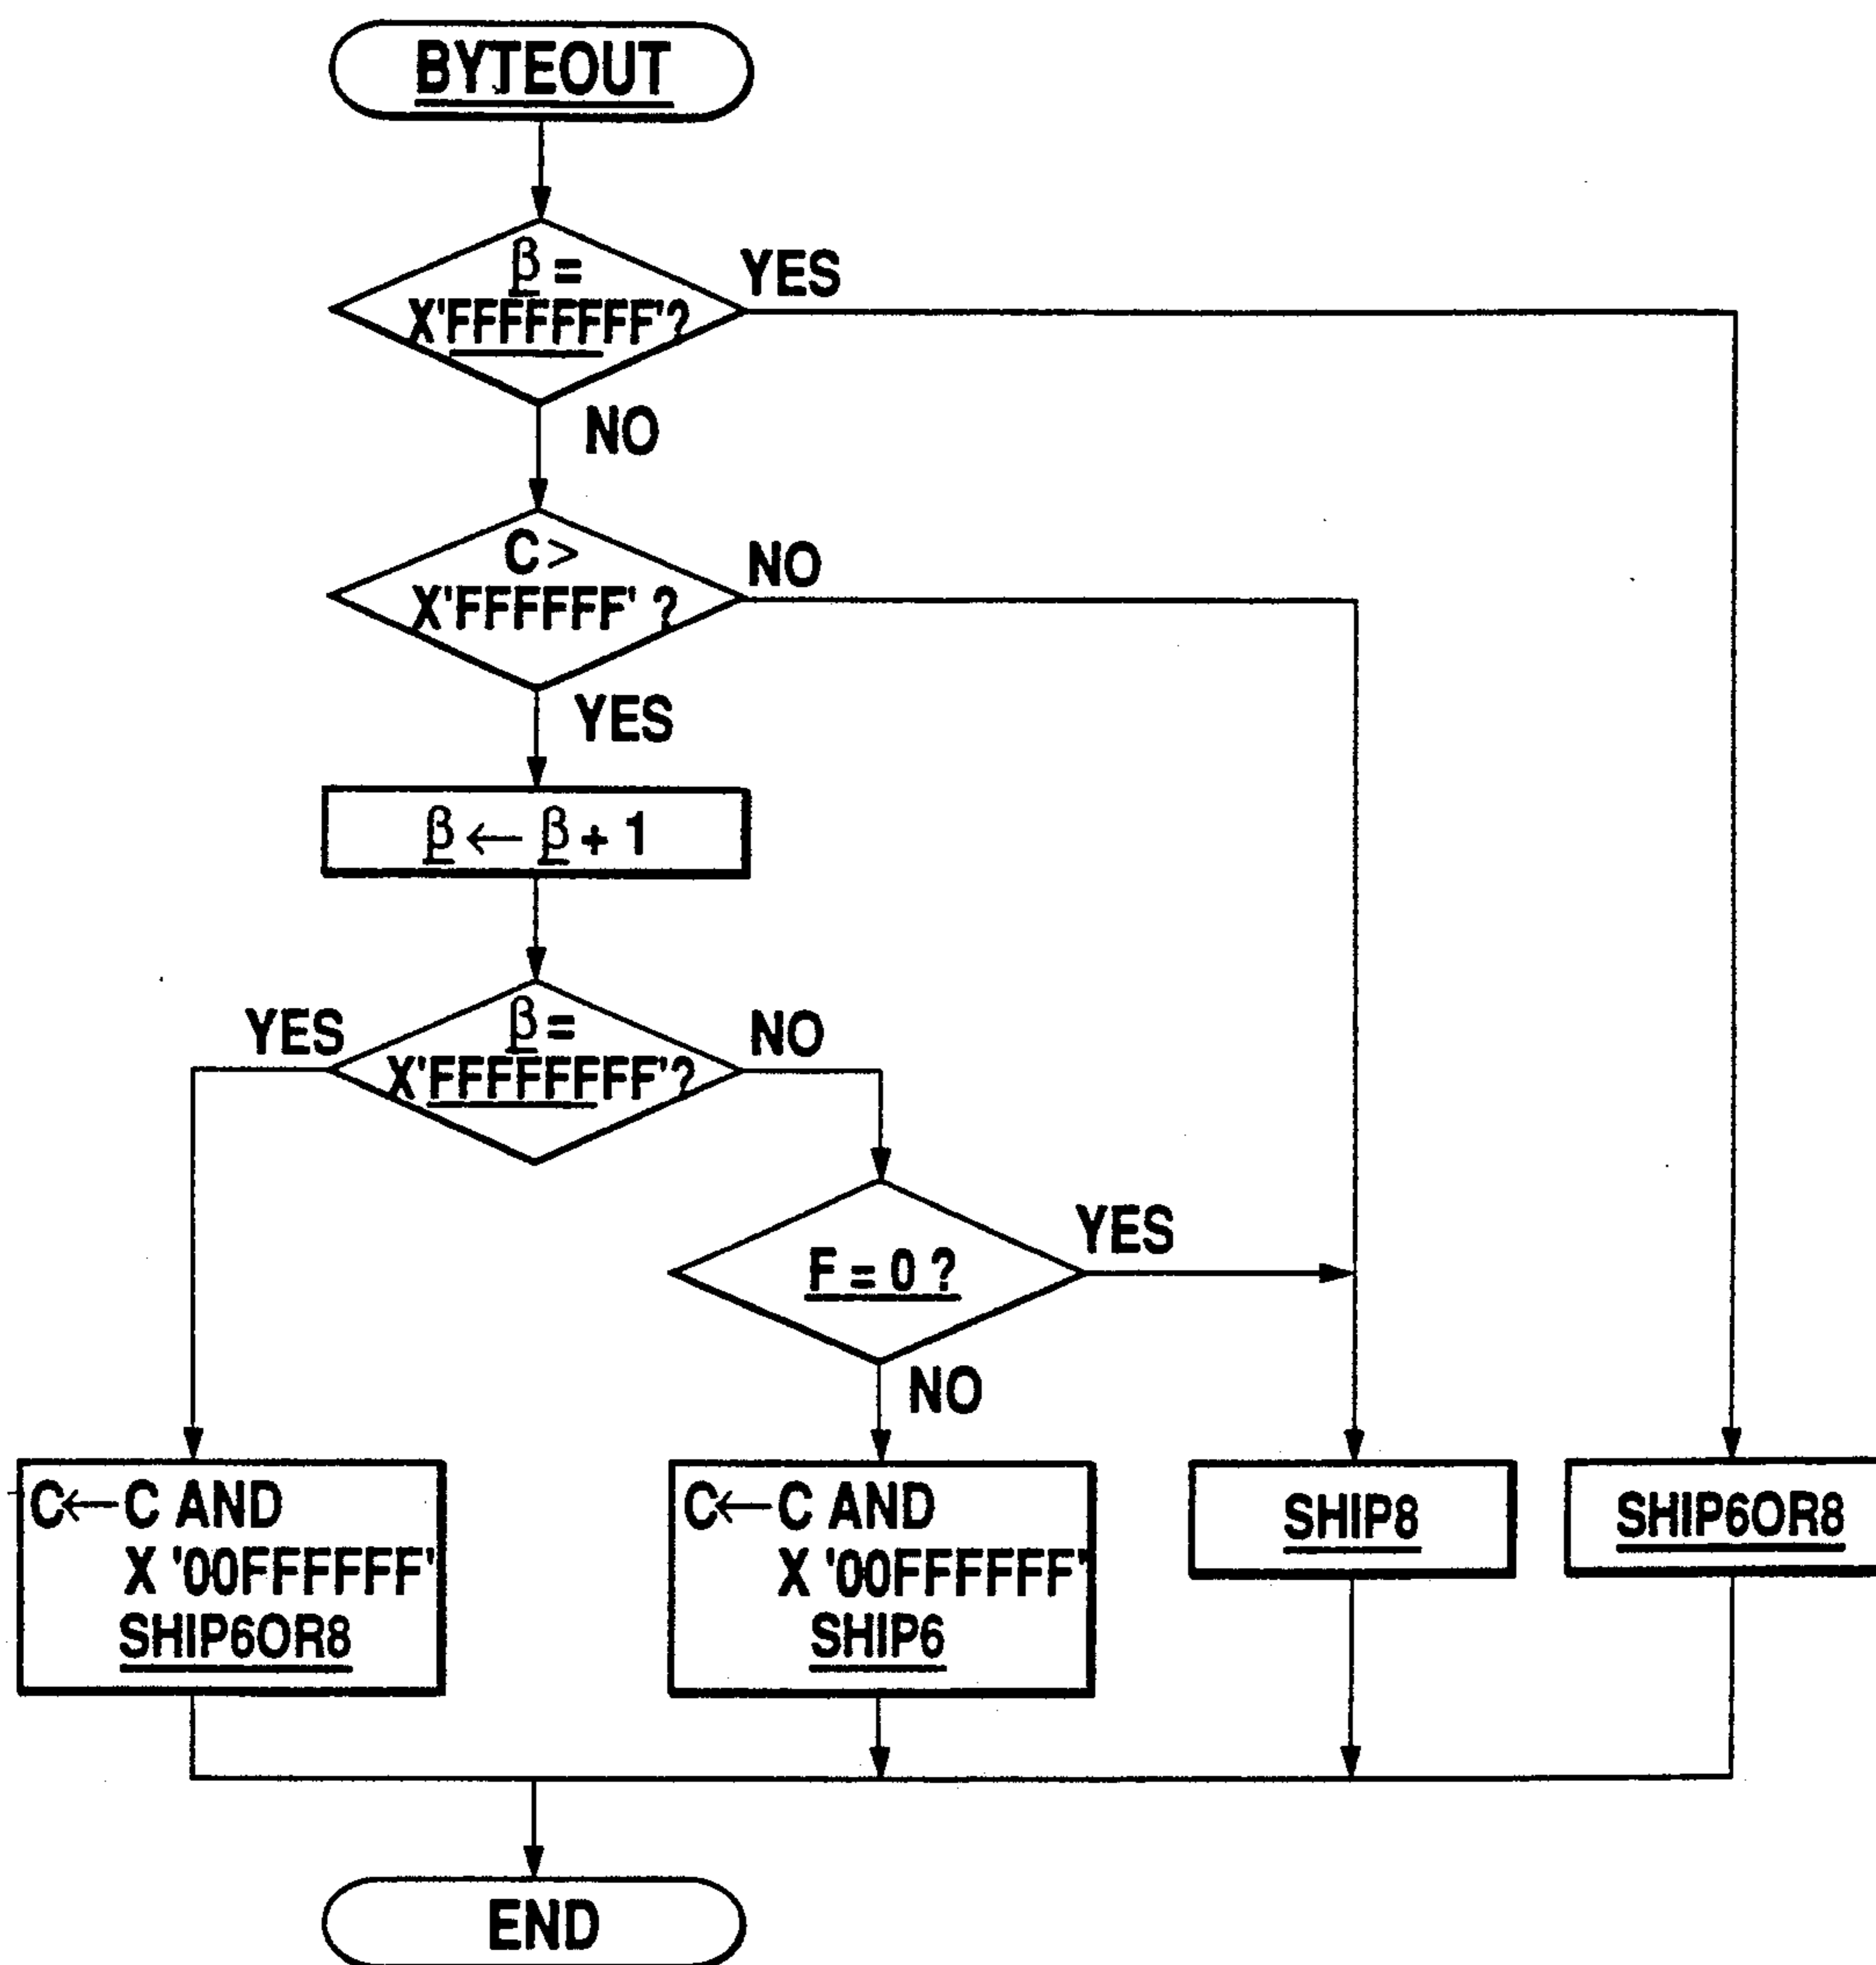 BYTEOUT
β =
X'FFFFFFFF'?
YES
NO
C >
X'FFFFFF' ?
NO
YES
β ← β + 1
β =
X'FFFFFFFF'?
YES
NO
F = 0 ?
YES
NO
C ← C AND
X '00FFFFFF'
SHIP6OR8
C ← C AND
X '00FFFFFF'
SHIP6
SHIP8
SHIP6OR8
END